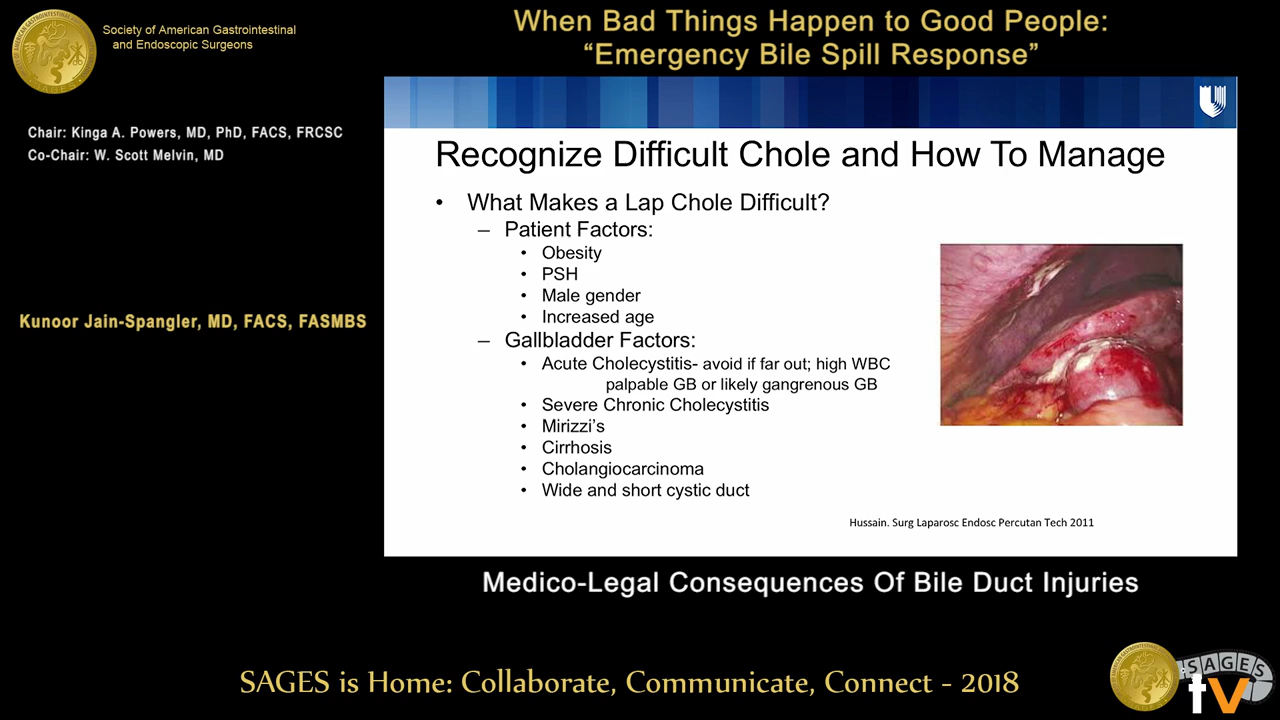 Society of American Gastrointestinal
and Endoscopic Surgeons
When Bad Things Happen to Good People:
“Emergency Bile Spill Response”
Chair: Kinga A. Powers, MD, PhD, FACS, FRCSC
Co-Chair: W. Scott Melvin, MD
Kunoor Jain-Spangler, MD, FACS, FASMBS
Recognize Difficult Chole and How To Manage
• What Makes a Lap Chole Difficult?
– Patient Factors:
• Obesity
• PSH
• Male gender
• Increased age
– Gallbladder Factors:
• Acute Cholecystitis- avoid if far out; high WBC
palpable GB or likely gangrenous GB
• Severe Chronic Cholecystitis
• Mirizzi’s
• Cirrhosis
• Cholangiocarcinoma
• Wide and short cystic duct
Hussain. Surg Laparosc Endosc Percutan Tech 2011
Medico-Legal Consequences Of Bile Duct Injuries
SAGES is Home: Collaborate, Communicate, Connect - 2018
SAGES
tv